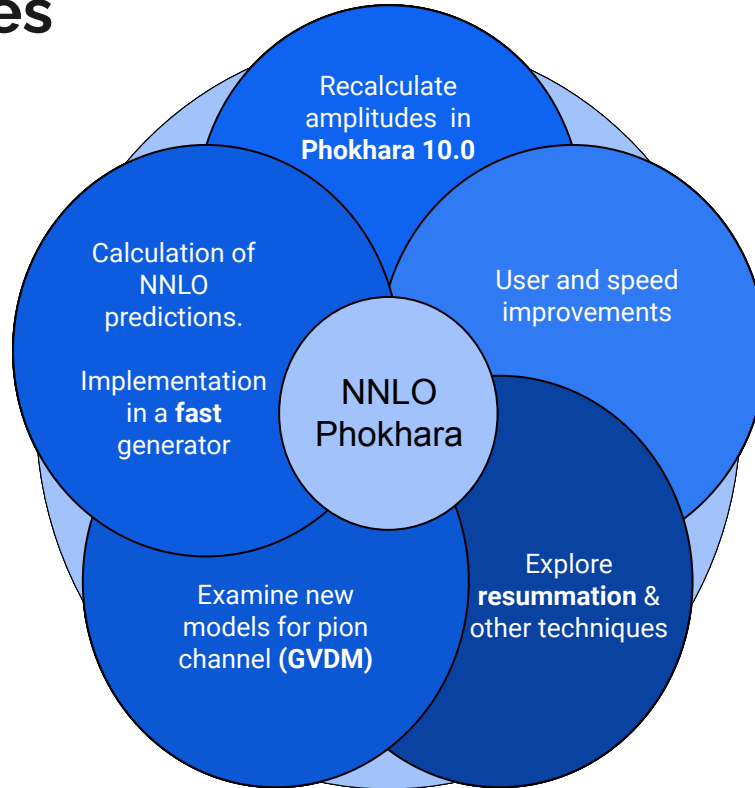 es
Recalculate
amplitudes in
Phokhara 10.0
Calculation of
NNLO
predictions.
Implementation
in a fast
generator
User and speed
improvements
NNLO
Phokhara
Examine new
models for pion
channel (GVDM)
Explore
resummation &
other techniques